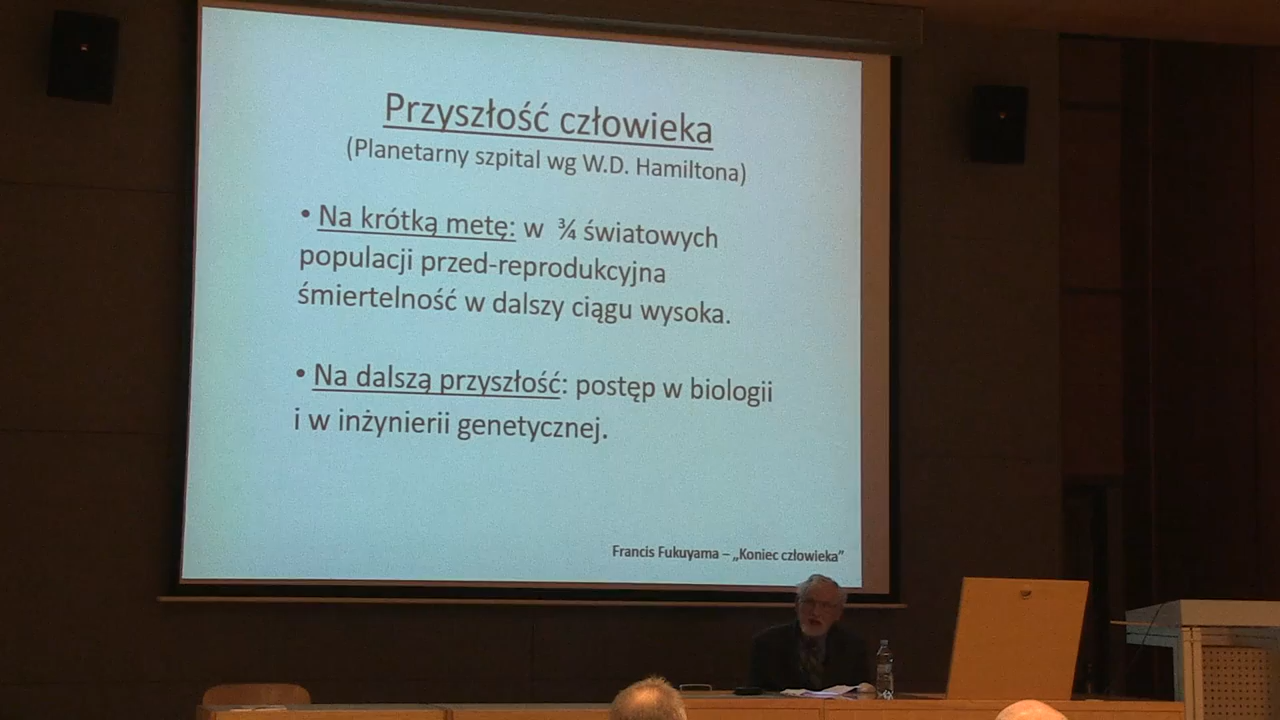 Przyszłość człowieka
(Planetarny szpital wg W.D. Hamiltona)
• Na krótką metę: w ¾ światowych
populacji przed-reprodukcyjna
śmiertelność w dalszy ciągu wysoka.
• Na dalszą przyszłość: postęp w biologii
i w inżynierii genetycznej.
Francis Fukuyama – „Koniec człowieka”